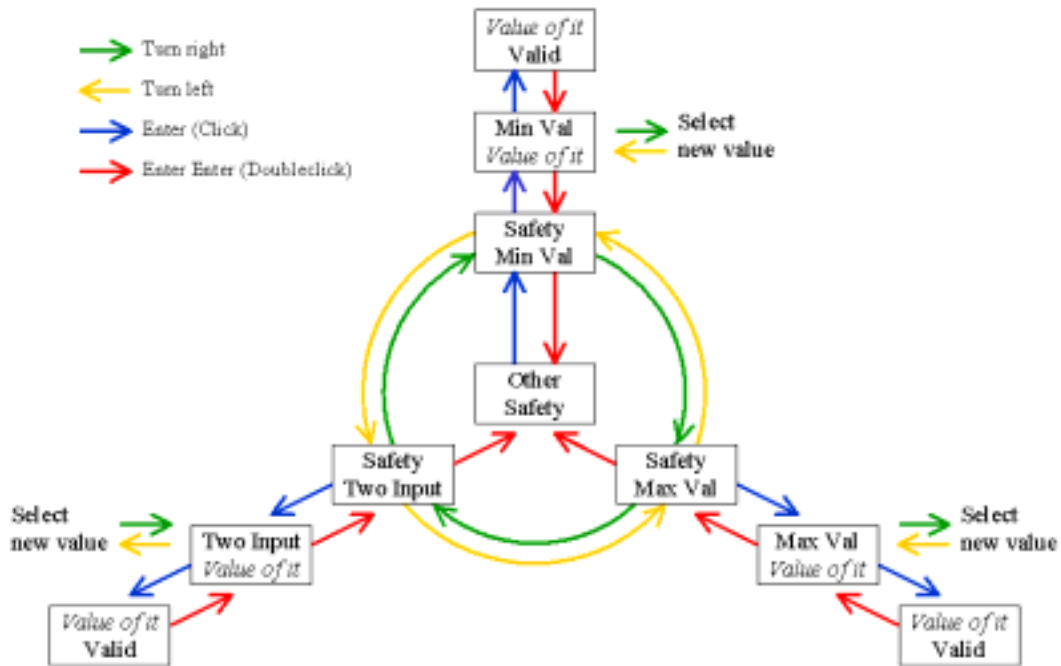 Turn right
Turn left
Enter (Click)
Enter Enter (Doubleclick)
Value of it
Valid
Min Val
Value of it
Select
new value
Safety
Min Val
Other
Safety
Safety
Two Input
Safety
Max Val
Select
new value
Two Input
Value of it
Max Val
Value of it
Select
new value
Value of it
Valid
Value of it
Valid